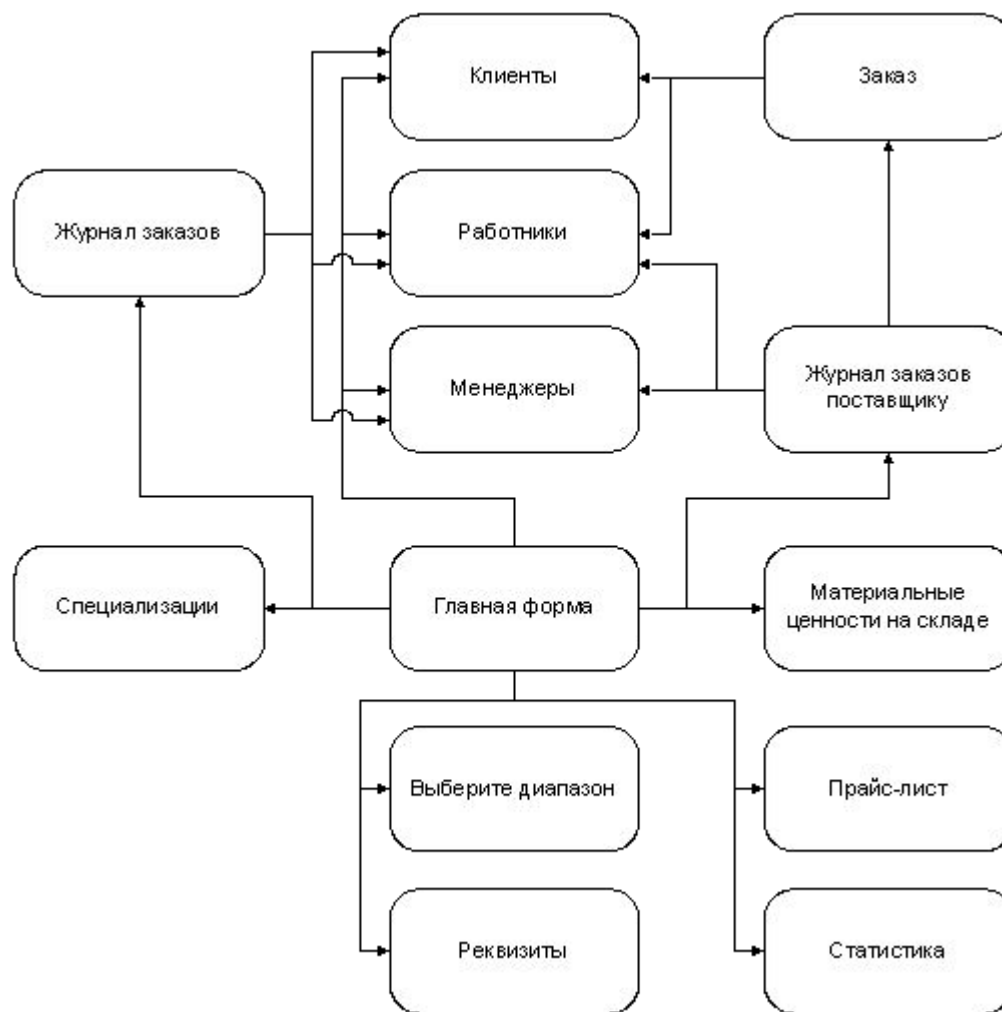 Клиенты
Заказ
Журнал заказов
Работники
Менеджеры
Журнал заказов
поставщику
Специализации
Главная форма
Материальные
ценности на складе
Выберите диапазон
Прайс-лист
Реквизиты
Статистика